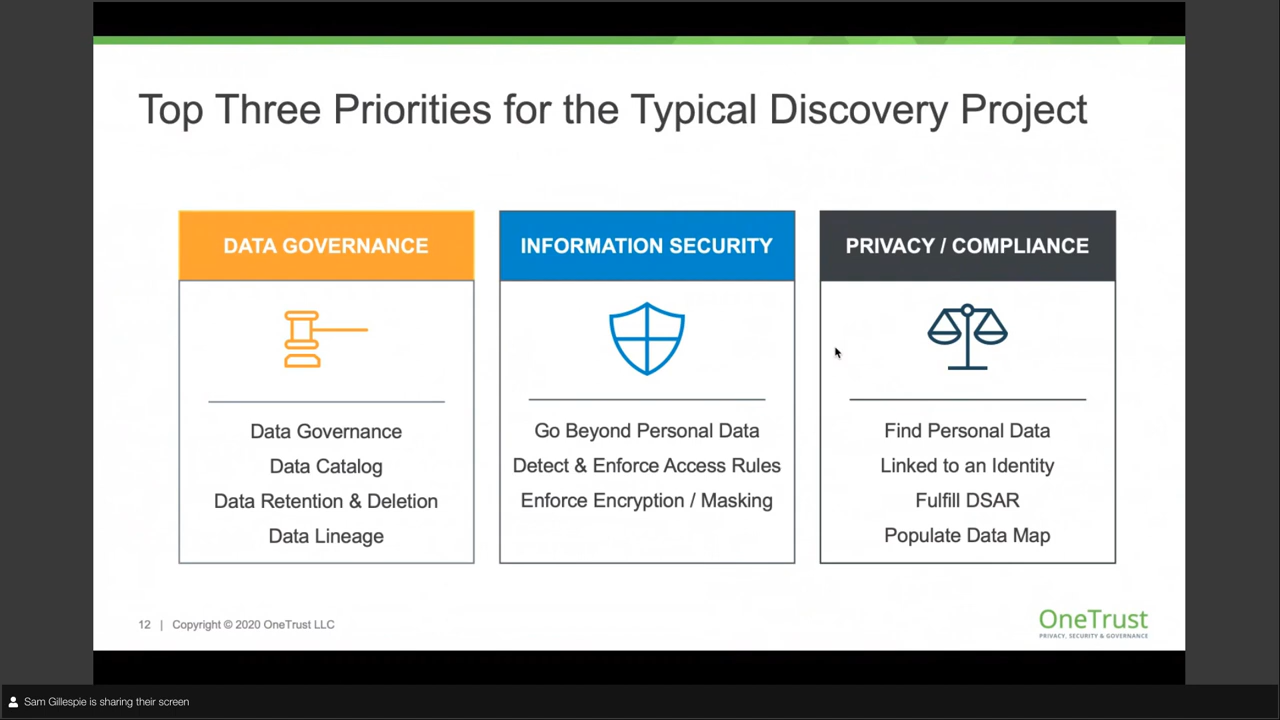 Top Three Priorities for the Typical Discovery Project
DATA GOVERNANCE
Data Governance
Data Catalog
Data Retention & Deletion
Data Lineage
INFORMATION SECURITY
Go Beyond Personal Data
Detect & Enforce Access Rules
Enforce Encryption / Masking
PRIVACY / COMPLIANCE
Find Personal Data
Linked to an Identity
Fulfill DSAR
Populate Data Map
12 | Copyright © 2020 OneTrust LLC
OneTrust
PRIVACY, SECURITY & GOVERNANCE
Sam Gillespie is sharing their screen